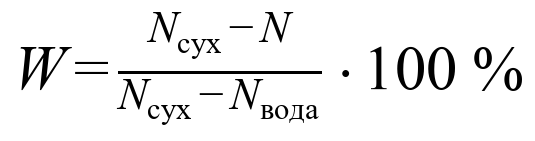 W = (N_сух − N) / (N_сух − N_вода) · 100 %